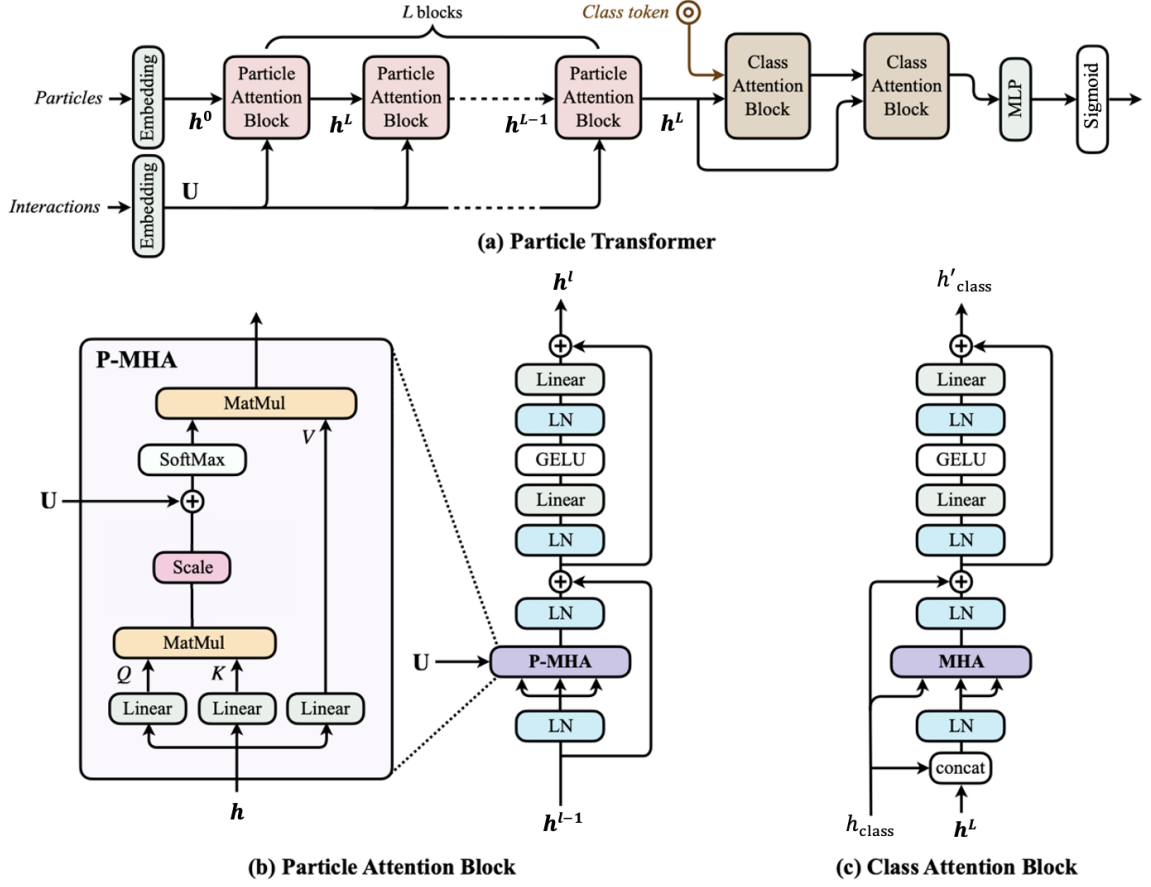 L blocks
Class token
Particles
Embedding
h⁰
Particle
Attention
Block
h^L
Particle
Attention
Block
h^{L-1}
Particle
Attention
Block
h^L
Class
Attention
Block
Class
Attention
Block
MLP
Sigmoid
Interactions
Embedding
U
(a) Particle Transformer
P-MHA
MatMul
V
SoftMax
U
+
Scale
MatMul
Q
K
Linear
Linear
Linear
h
h^l
+
Linear
LN
GELU
Linear
LN
+
LN
U
P-MHA
LN
h^{l-1}
(b) Particle Attention Block
h'_class
+
Linear
LN
GELU
Linear
LN
+
LN
MHA
LN
concat
h_class
h^L
(c) Class Attention Block